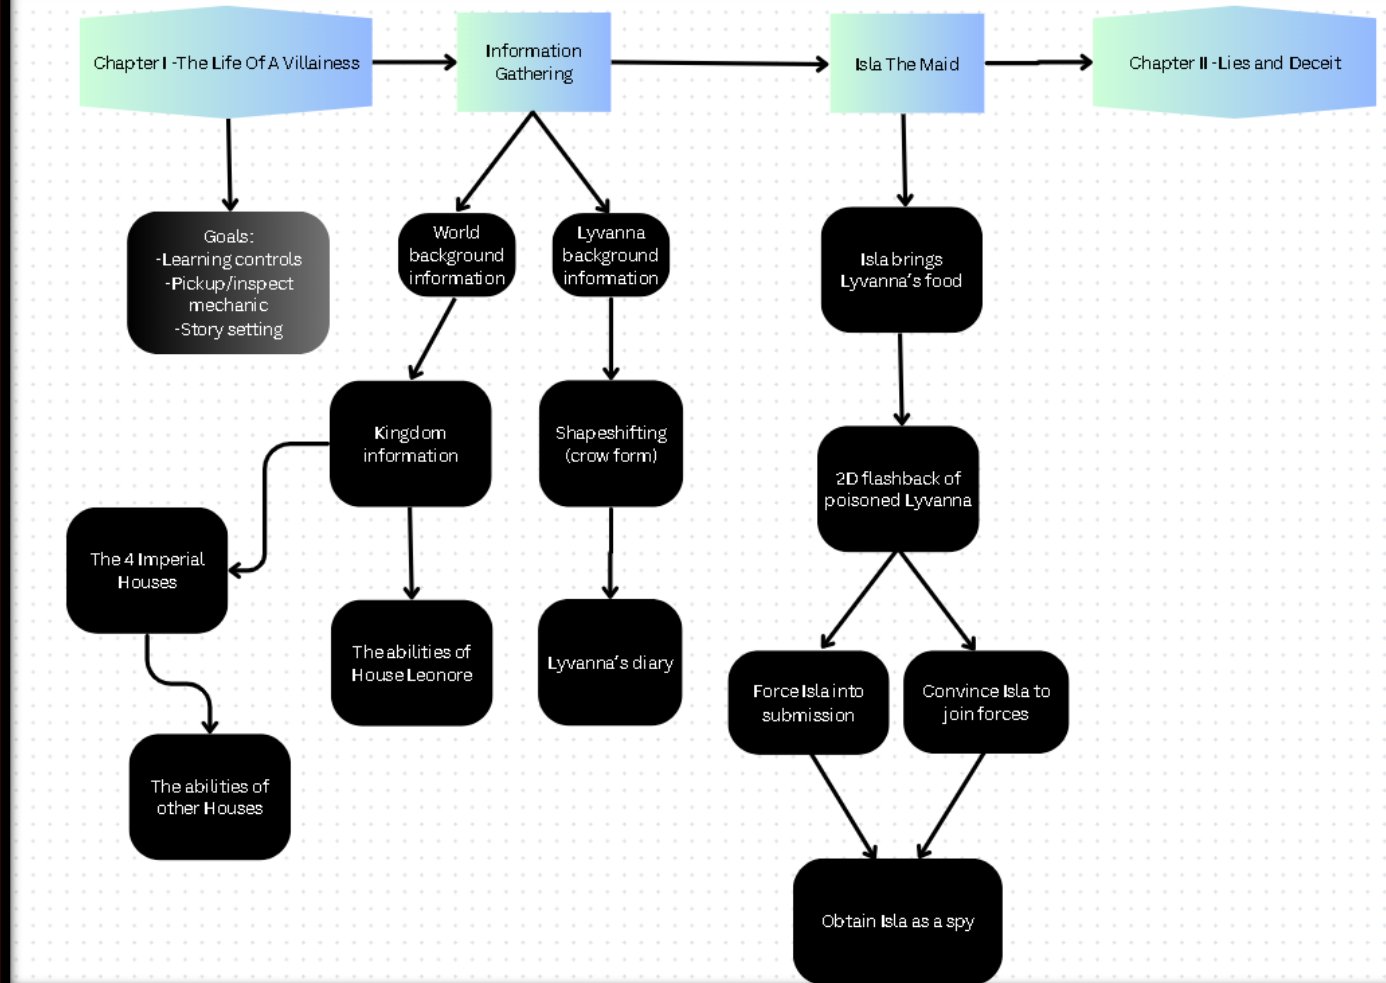 Chapter I -The Life Of A Villainess
Information
Gathering
Isla The Maid
Chapter II -Lies and Deceit
Goals:
-Learning controls
-Pickup/inspect
mechanic
-Story setting
World
background
information
Lyvanna
background
information
Isla brings
Lyvanna's food
Kingdom
information
Shapeshifting
(crow form)
2D flashback of
poisoned Lyvanna
The 4 Imperial
Houses
The abilities of
House Leonore
Lyvanna's diary
Force Isla into
submission
Convince Isla to
join forces
The abilities of
other Houses
Obtain Isla as a spy